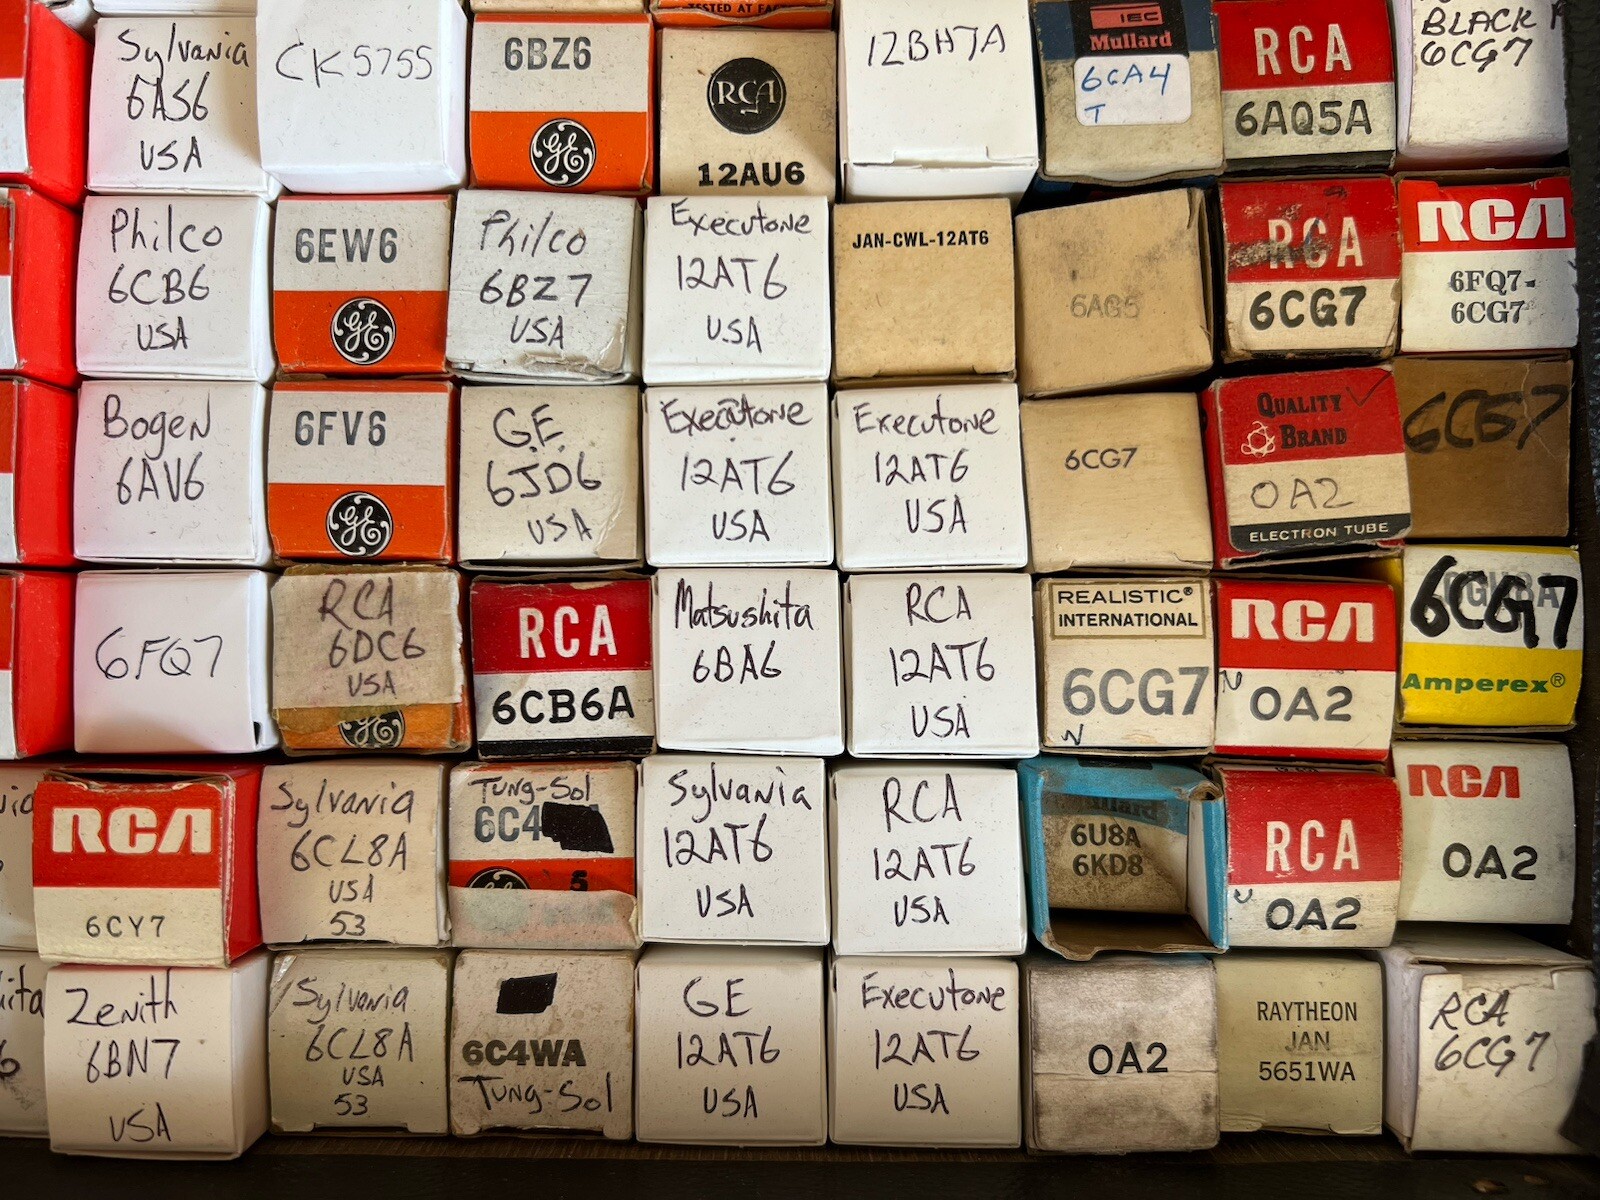 TESTED AT
Sylvania
6AS6
USA
CK5755
6BZ6
GE
RCA
12AU6
12BH7A
IEC
Mullard
6CA4
T
RCA
6AQ5A
BLACK
6CG7
Philco
6CB6
USA
6EW6
GE
Philco
6BZ7
USA
Executone
12AT6
USA
JAN-CWL-12AT6
6AG5
RCA
6CG7
RCA
6FQ7-
6CG7
Bogen
6AV6
6FV6
GE
G.E.
6JD6
USA
Executone
12AT6
USA
Executone
12AT6
USA
6CG7
QUALITY
BRAND
OA2
ELECTRON TUBE
6CG7
6FQ7
RCA
6DC6
USA
GE
RCA
6CB6A
Matsushita
6BA6
RCA
12AT6
USA
REALISTIC®
INTERNATIONAL
6CG7
N
RCA
N
OA2
6CG7
Amperex®
RCA
6CY7
Sylvania
6CL8A
USA
53
Tung-Sol
6C4
GE
5
Sylvania
12AT6
USA
RCA
12AT6
USA
6U8A
6KD8
RCA
OA2
RCA
OA2
Zenith
6BN7
USA
Sylvania
6CL8A
USA
53
6C4WA
Tung-Sol
GE
12AT6
USA
Executone
12AT6
USA
OA2
RAYTHEON
JAN
5651WA
RCA
6CG7